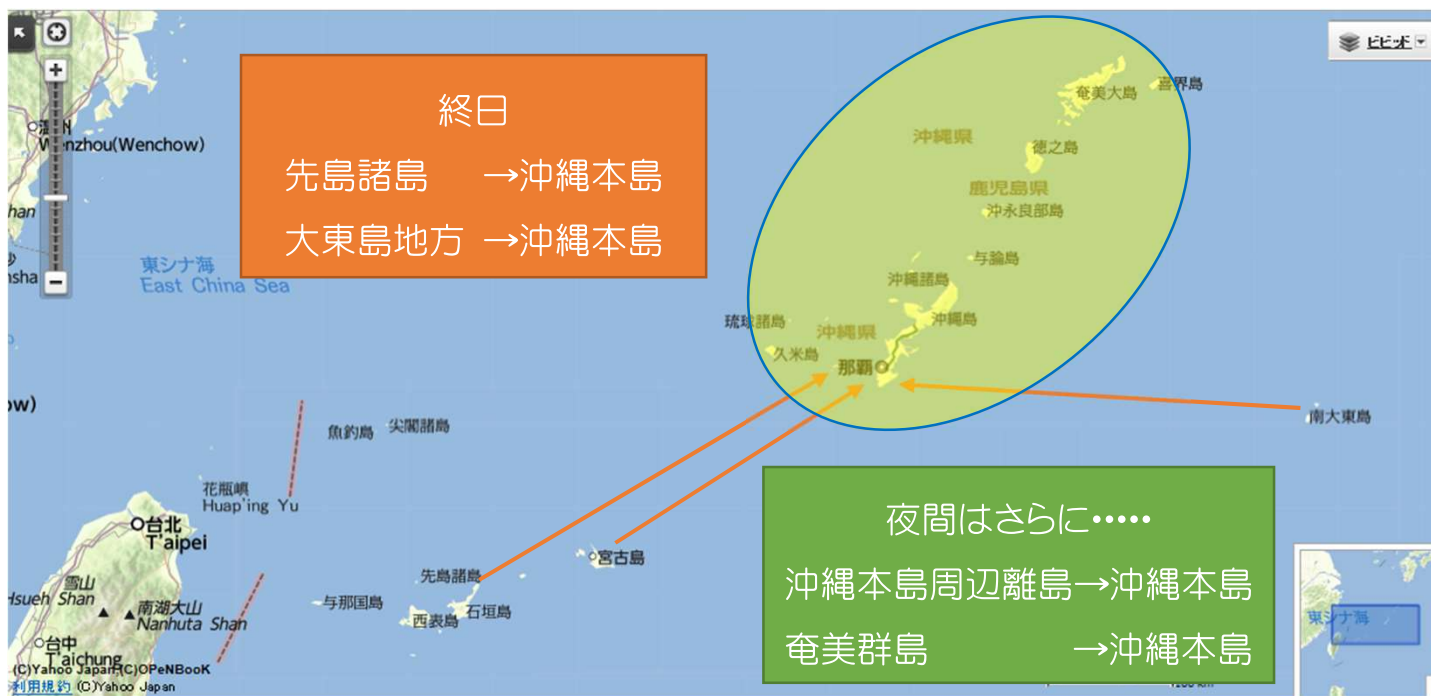 終日
先島諸島 →沖縄本島
大東島地方 →沖縄本島
夜間はさらに・・・・・
沖縄本島周辺離島→沖縄本島
奄美群島 →沖縄本島
ビビッド
喜界島
奄美大島
沖縄県
徳之島
鹿児島県
沖永良部島
与論島
沖縄諸島
沖縄島
琉球諸島
沖縄県
久米島
那覇
南大東島
Wenzhou(Wenchow)
東シナ海
East China Sea
魚釣島
尖閣諸島
花瓶嶼
Huap'ing Yu
台北
T'aipei
宮古島
先島諸島
石垣島
西表島
与那国島
雪山
Hsueh Shan
南湖大山
Nanhuta Shan
台中
T'aichung
(C)Yahoo Japan,(C)OPeNBooK
利用規約 (C)Yahoo Japan
東シナ海